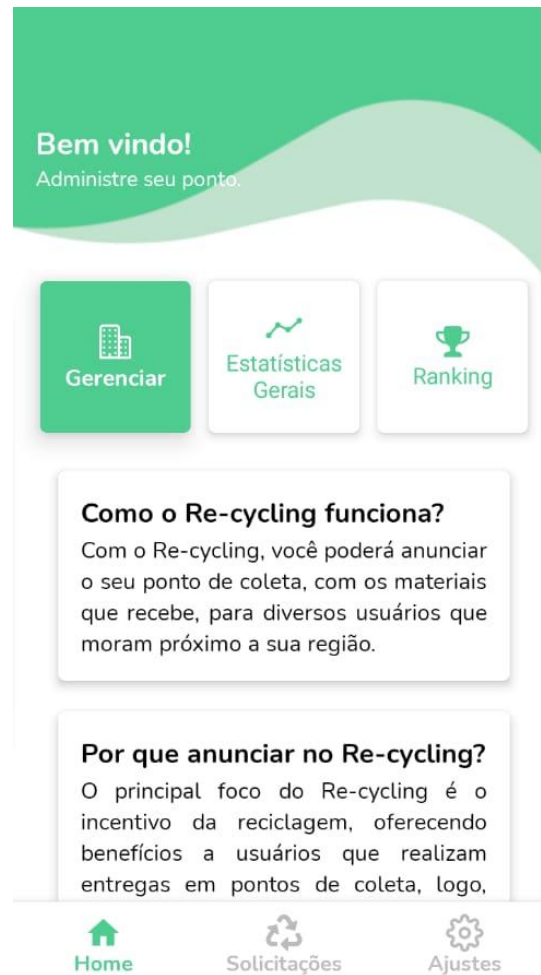 Bem vindo!
Administre seu ponto.
Gerenciar
Estatísticas
Gerais
Ranking
Como o Re-cycling funciona?
Com o Re-cycling, você poderá anunciar
o seu ponto de coleta, com os materiais
que recebe, para diversos usuários que
moram próximo a sua região.
Por que anunciar no Re-cycling?
O principal foco do Re-cycling é o
incentivo da reciclagem, oferecendo
benefícios a usuários que realizam
entregas em pontos de coleta, logo,
Home
Solicitações
Ajustes